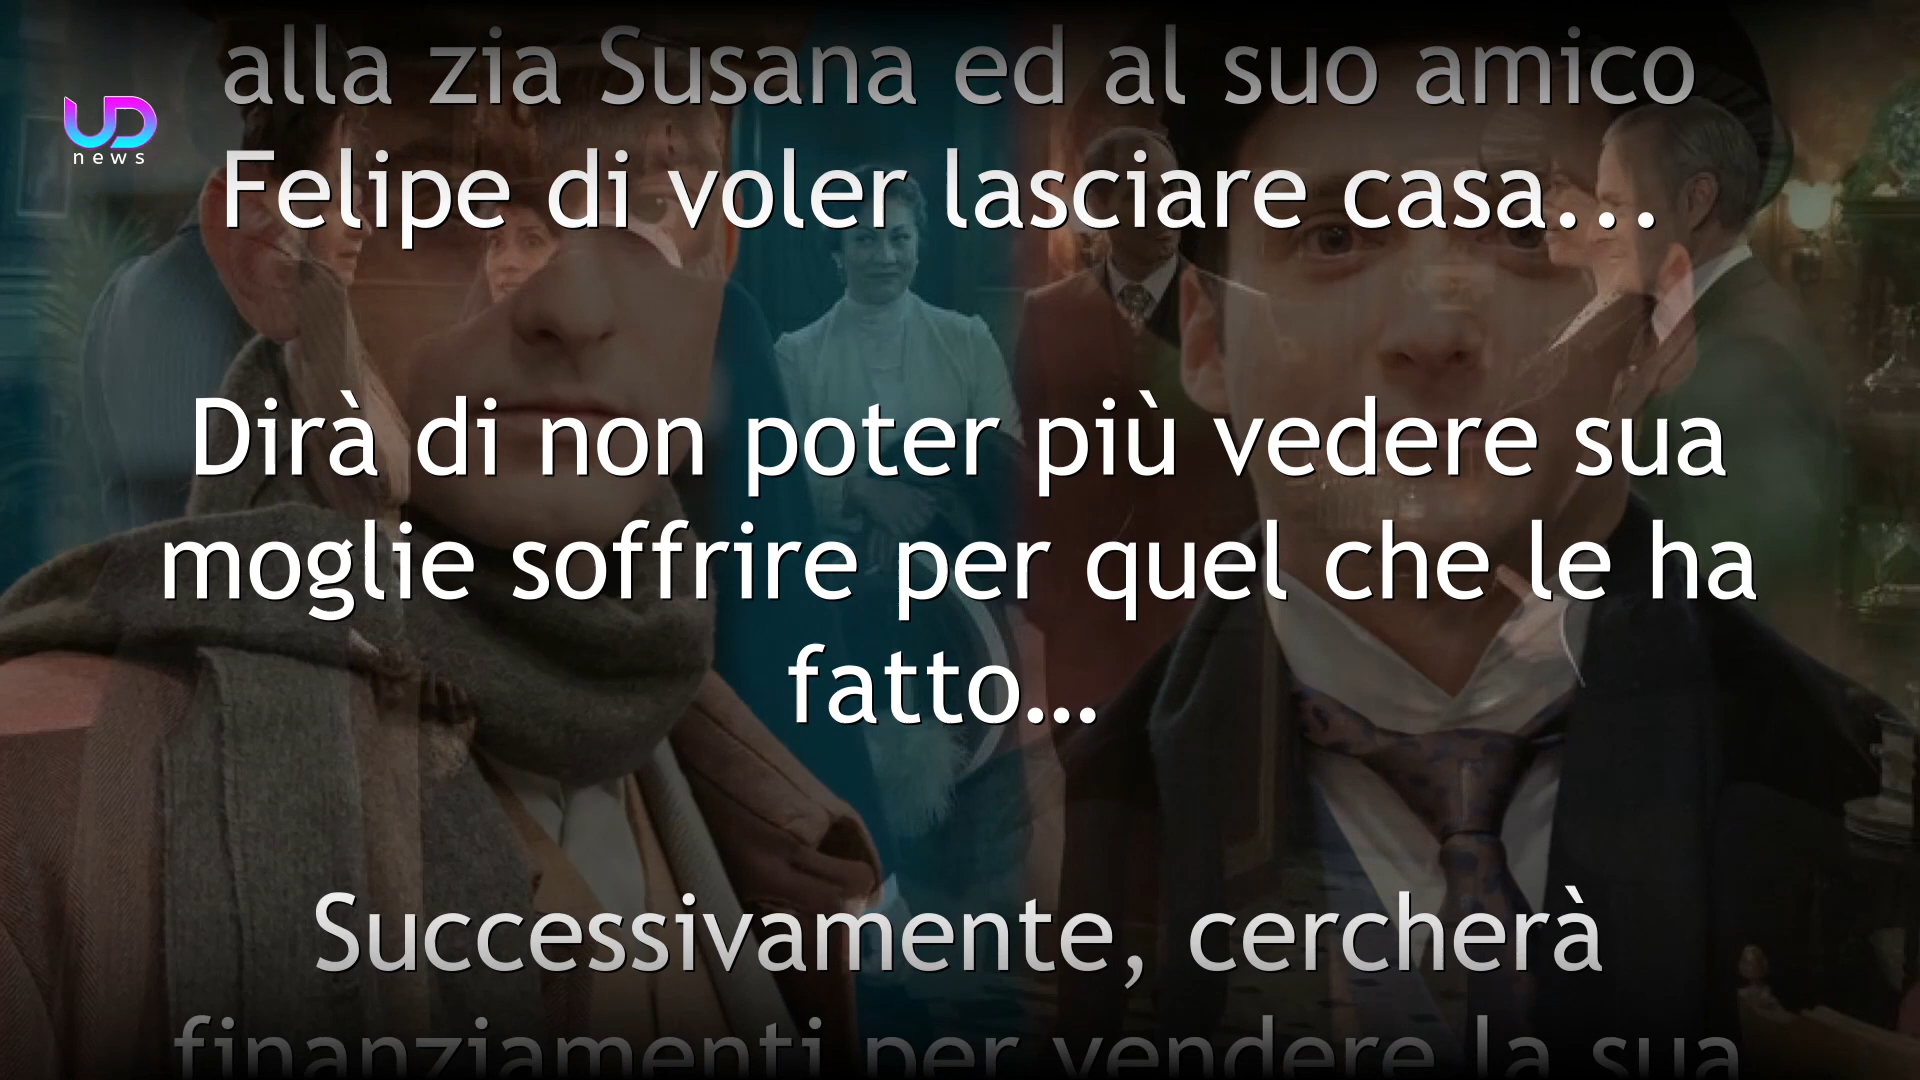 alla zia Susana ed al suo amico
UD
news
Felipe di voler lasciare casa...
Dirà di non poter più vedere sua
moglie soffrire per quel che le ha
fatto...
Successivamente, cercherà
finanziamenti per vendere la sua